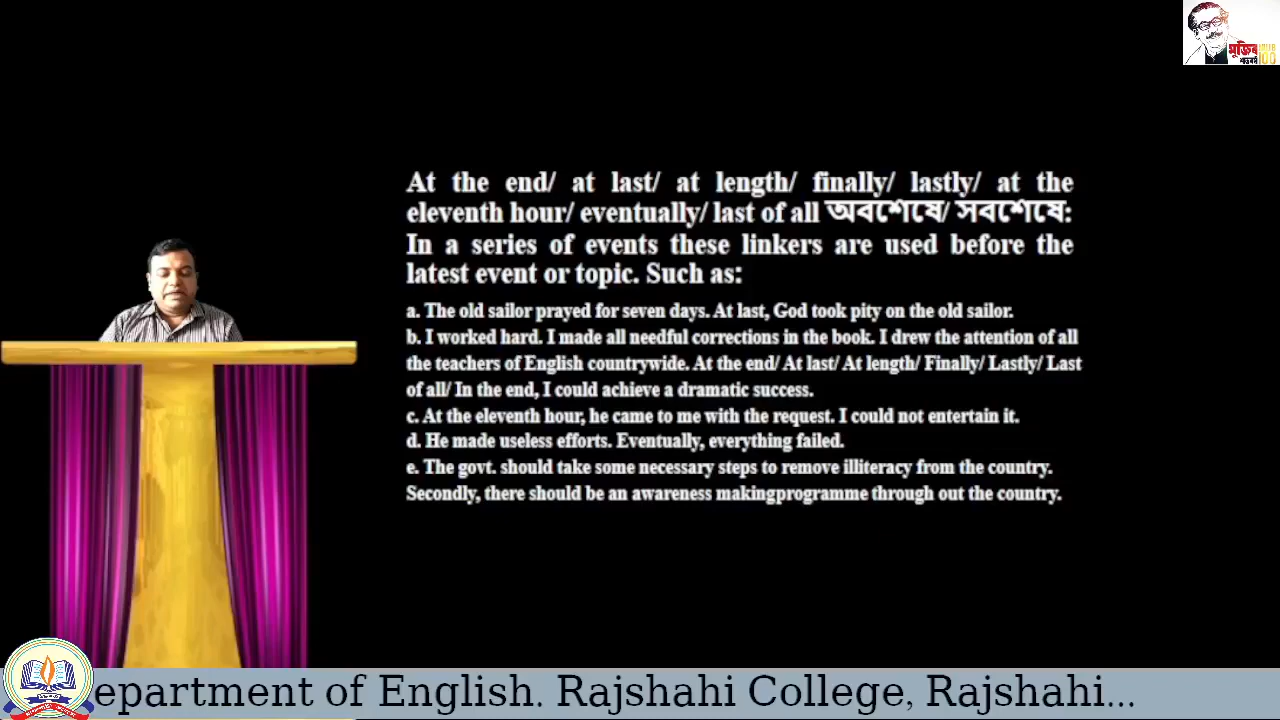 মুজিব
শতবর্ষ 100
At the end/ at last/ at length/ finally/ lastly/ at the
eleventh hour/ eventually/ last of all অবশেষে/ সবশেষে:
In a series of events these linkers are used before the
latest event or topic. Such as:
a. The old sailor prayed for seven days. At last, God took pity on the old sailor.
b. I worked hard. I made all needful corrections in the book. I drew the attention of all
the teachers of English countrywide. At the end/ At last/ At length/ Finally/ Lastly/ Last
of all/ In the end, I could achieve a dramatic success.
c. At the eleventh hour, he came to me with the request. I could not entertain it.
d. He made useless efforts. Eventually, everything failed.
e. The govt. should take some necessary steps to remove illiteracy from the country.
Secondly, there should be an awareness makingprogramme through out the country.
epartment of English. Rajshahi College, Rajshahi...